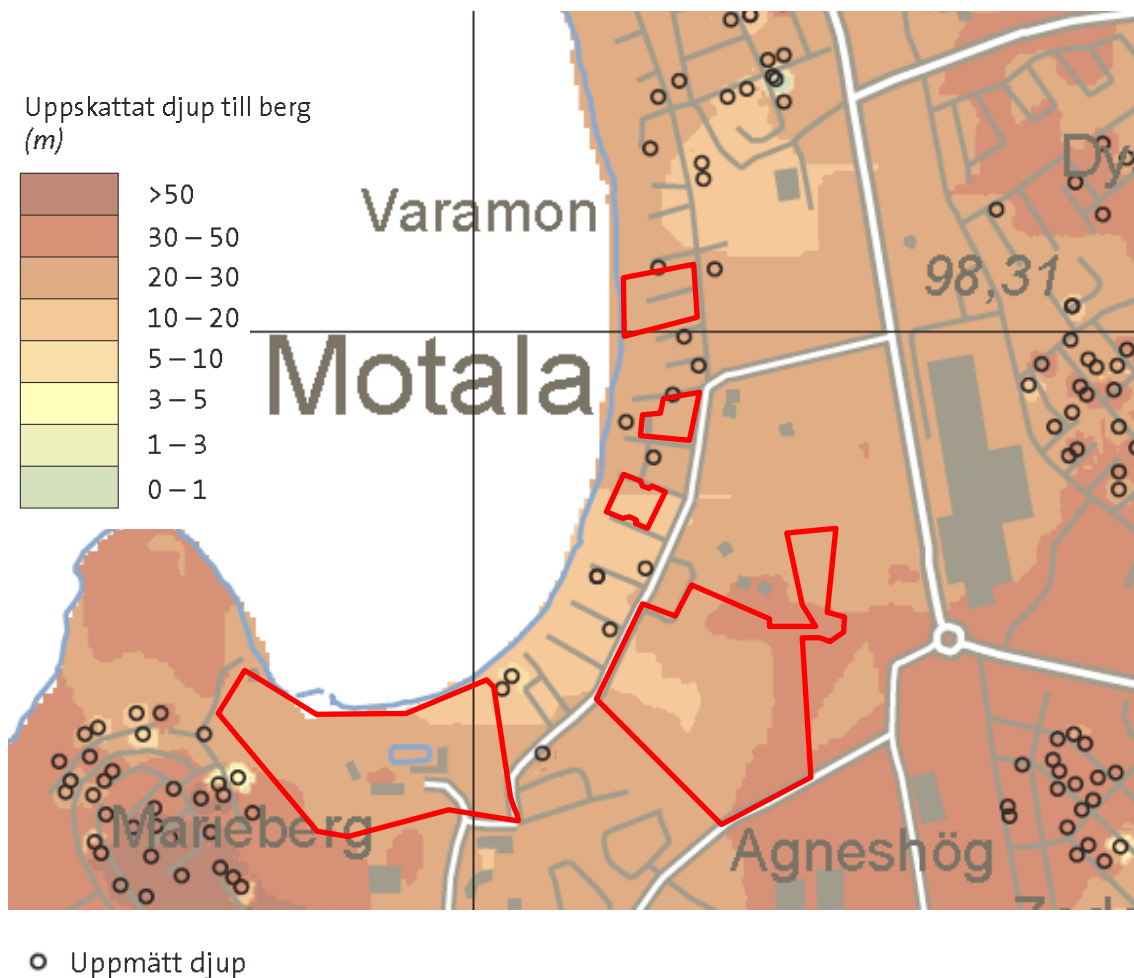 Uppskattat djup till berg
(m)
>50
30 – 50
20 – 30
10 – 20
5 – 10
3 – 5
1 – 3
0 – 1
Varamon
98,31
Motala
Marieberg
Agneshög
Uppmätt djup